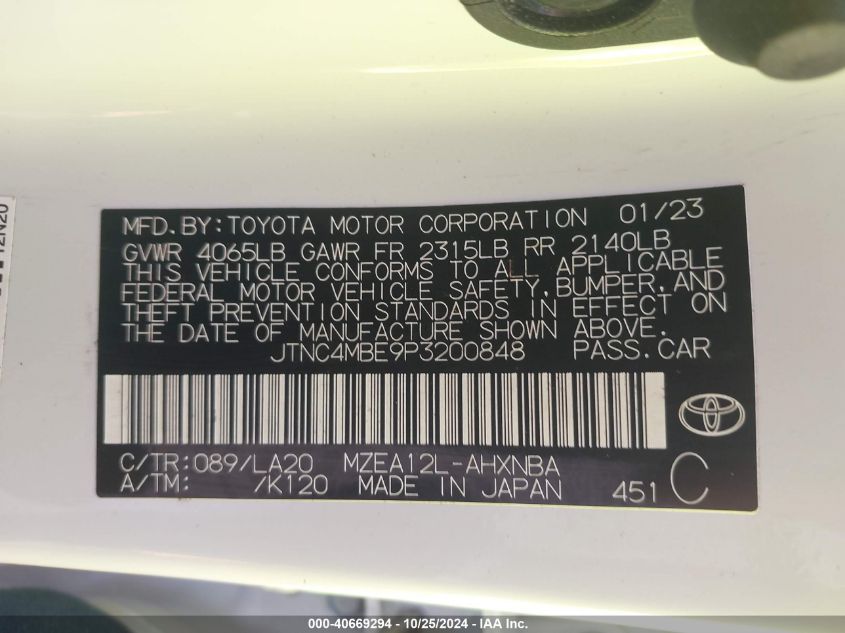 MFD. BY: TOYOTA MOTOR CORPORATION 01/23
GVWR 4065LB GAWR FR 2315LB RR 2140LB
THIS VEHICLE CONFORMS TO ALL APPLICABLE
FEDERAL MOTOR VEHICLE SAFETY, BUMPER, AND
THEFT PREVENTION STANDARDS IN EFFECT ON
THE DATE OF MANUFACTURE SHOWN ABOVE.
JTNC4MBE9P3200848 PASS. CAR
C/TR: 089/LA20 MZEA12L-AHXNBA
A/TM: /K120 MADE IN JAPAN 451 C
000-40669294 - 10/25/2024 - IAA Inc.